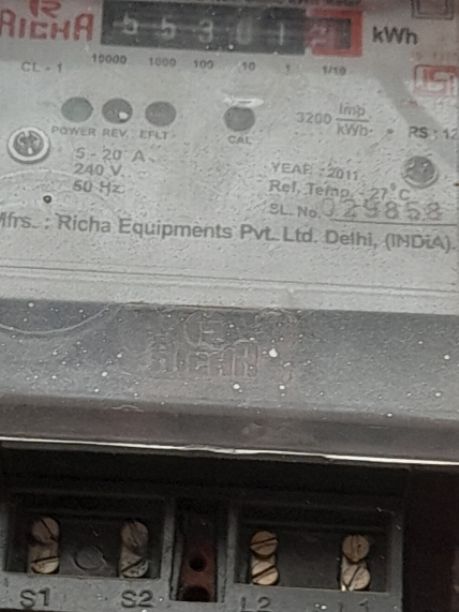 RICHA
5 5 3 0 1
kWh
CL - 1
10000 1000 100 10 1 1/10
POWER REV. EFLT
CAL
3200 Imp
kWh
RS : 12
5 - 20 A
240 V
50 Hz
YEAR : 2011
Ref. Temp. 27°C
SL. No. 029858
Mfrs. : Richa Equipments Pvt. Ltd. Delhi, (INDiA).
RICHA
S1 S2 L2